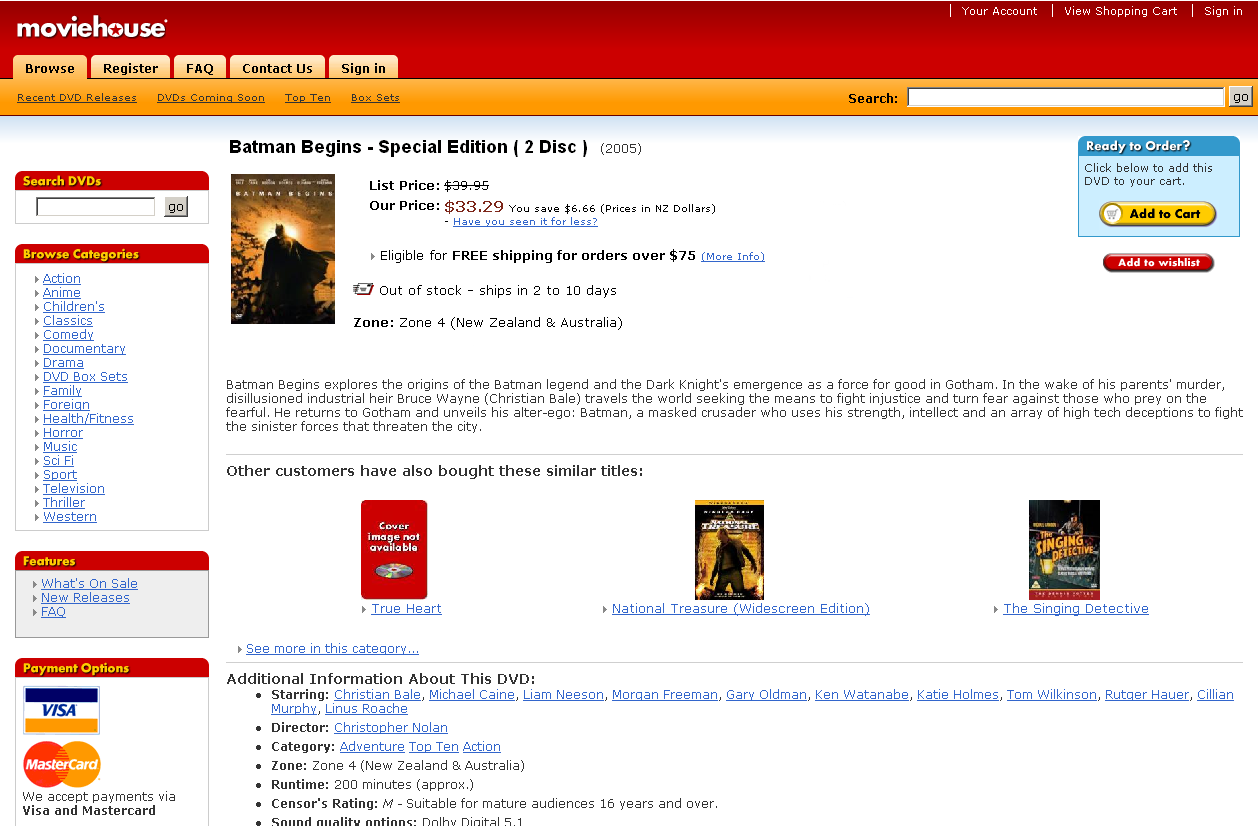 Your Account
View Shopping Cart
Sign in
moviehouse
Browse
Register
FAQ
Contact Us
Sign in
Recent DVD Releases
DVDs Coming Soon
Top Ten
Box Sets
Search:
go
Search DVDs
go
Browse Categories
Action
Anime
Children's
Classics
Comedy
Documentary
Drama
DVD Box Sets
Family
Foreign
Health/Fitness
Horror
Music
Sci Fi
Sport
Television
Thriller
Western
Features
What's On Sale
New Releases
FAQ
Payment Options
VISA
MasterCard
We accept payments via
Visa and Mastercard
Batman Begins - Special Edition ( 2 Disc ) (2005)
BATMAN BEGINS
List Price: $39.95
Our Price: $33.29 You save $6.66 (Prices in NZ Dollars)
- Have you seen it for less?
Eligible for FREE shipping for orders over $75 (More Info)
Out of stock - ships in 2 to 10 days
Zone: Zone 4 (New Zealand & Australia)
Ready to Order?
Click below to add this
DVD to your cart.
Add to Cart
Add to wishlist
Batman Begins explores the origins of the Batman legend and the Dark Knight's emergence as a force for good in Gotham. In the wake of his parents' murder,
disillusioned industrial heir Bruce Wayne (Christian Bale) travels the world seeking the means to fight injustice and turn fear against those who prey on the
fearful. He returns to Gotham and unveils his alter-ego: Batman, a masked crusader who uses his strength, intellect and an array of high tech deceptions to fight
the sinister forces that threaten the city.
Other customers have also bought these similar titles:
Cover
image not
available
NATIONAL
TREASURE
THE
SINGING
DETECTIVE
True Heart
National Treasure (Widescreen Edition)
The Singing Detective
See more in this category...
Additional Information About This DVD:
Starring: Christian Bale, Michael Caine, Liam Neeson, Morgan Freeman, Gary Oldman, Ken Watanabe, Katie Holmes, Tom Wilkinson, Rutger Hauer, Cillian
Murphy, Linus Roache
Director: Christopher Nolan
Category: Adventure Top Ten Action
Zone: Zone 4 (New Zealand & Australia)
Runtime: 200 minutes (approx.)
Censor's Rating: M - Suitable for mature audiences 16 years and over.
Sound quality options: Dolby Digital 5.1